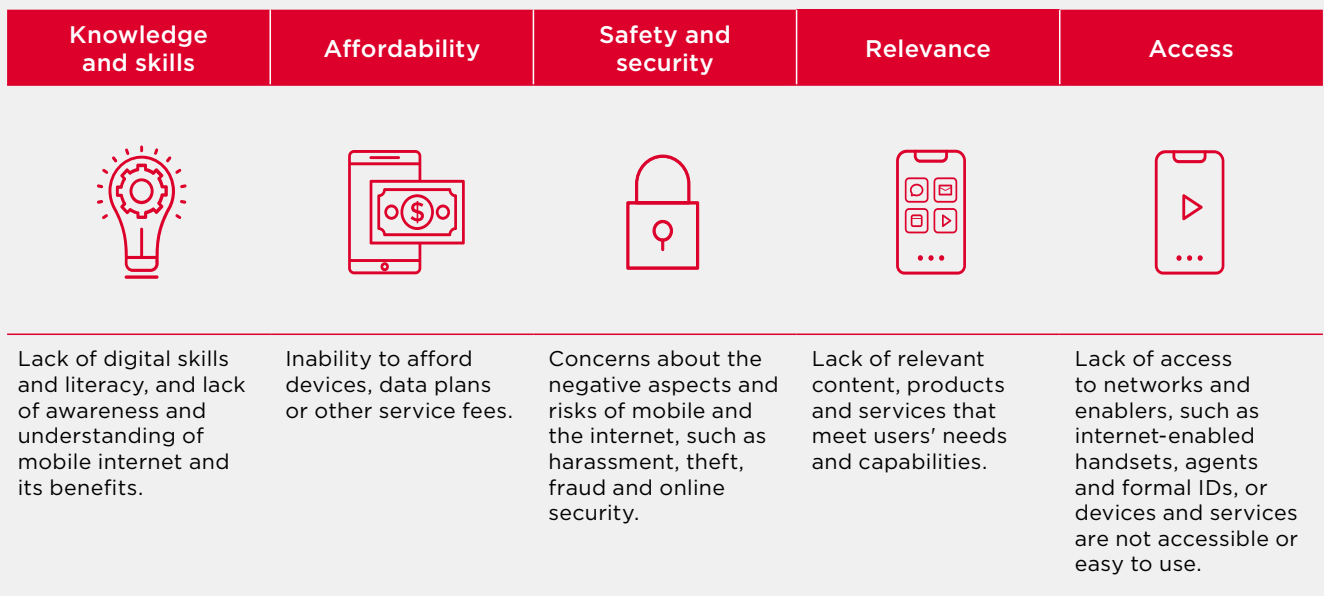 Knowledge
and skills
Affordability
Safety and
security
Relevance
Access
$
Lack of digital skills
and literacy, and lack
of awareness and
understanding of
mobile internet and
its benefits.
Inability to afford
devices, data plans
or other service fees.
Concerns about the
negative aspects and
risks of mobile and
the internet, such as
harassment, theft,
fraud and online
security.
Lack of relevant
content, products
and services that
meet users' needs
and capabilities.
Lack of access
to networks and
enablers, such as
internet-enabled
handsets, agents
and formal IDs, or
devices and services
are not accessible or
easy to use.